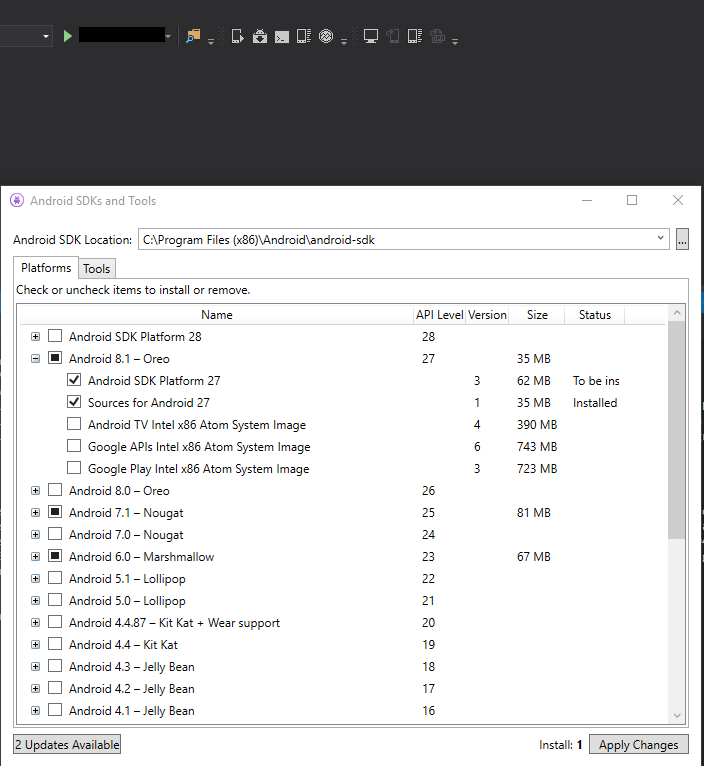 Android SDKs and Tools
Android SDK Location: C:\Program Files (x86)\Android\android-sdk ...
Platforms Tools
Check or uncheck items to install or remove.
Name API Level Version Size Status
Android SDK Platform 28 28
Android 8.1 – Oreo 27 35 MB
Android SDK Platform 27 3 62 MB To be ins
Sources for Android 27 1 35 MB Installed
Android TV Intel x86 Atom System Image 4 390 MB
Google APIs Intel x86 Atom System Image 6 743 MB
Google Play Intel x86 Atom System Image 3 723 MB
Android 8.0 – Oreo 26
Android 7.1 – Nougat 25 81 MB
Android 7.0 – Nougat 24
Android 6.0 – Marshmallow 23 67 MB
Android 5.1 – Lollipop 22
Android 5.0 – Lollipop 21
Android 4.4.87 – Kit Kat + Wear support 20
Android 4.4 – Kit Kat 19
Android 4.3 – Jelly Bean 18
Android 4.2 – Jelly Bean 17
Android 4.1 – Jelly Bean 16
2 Updates Available Install: 1 Apply Changes